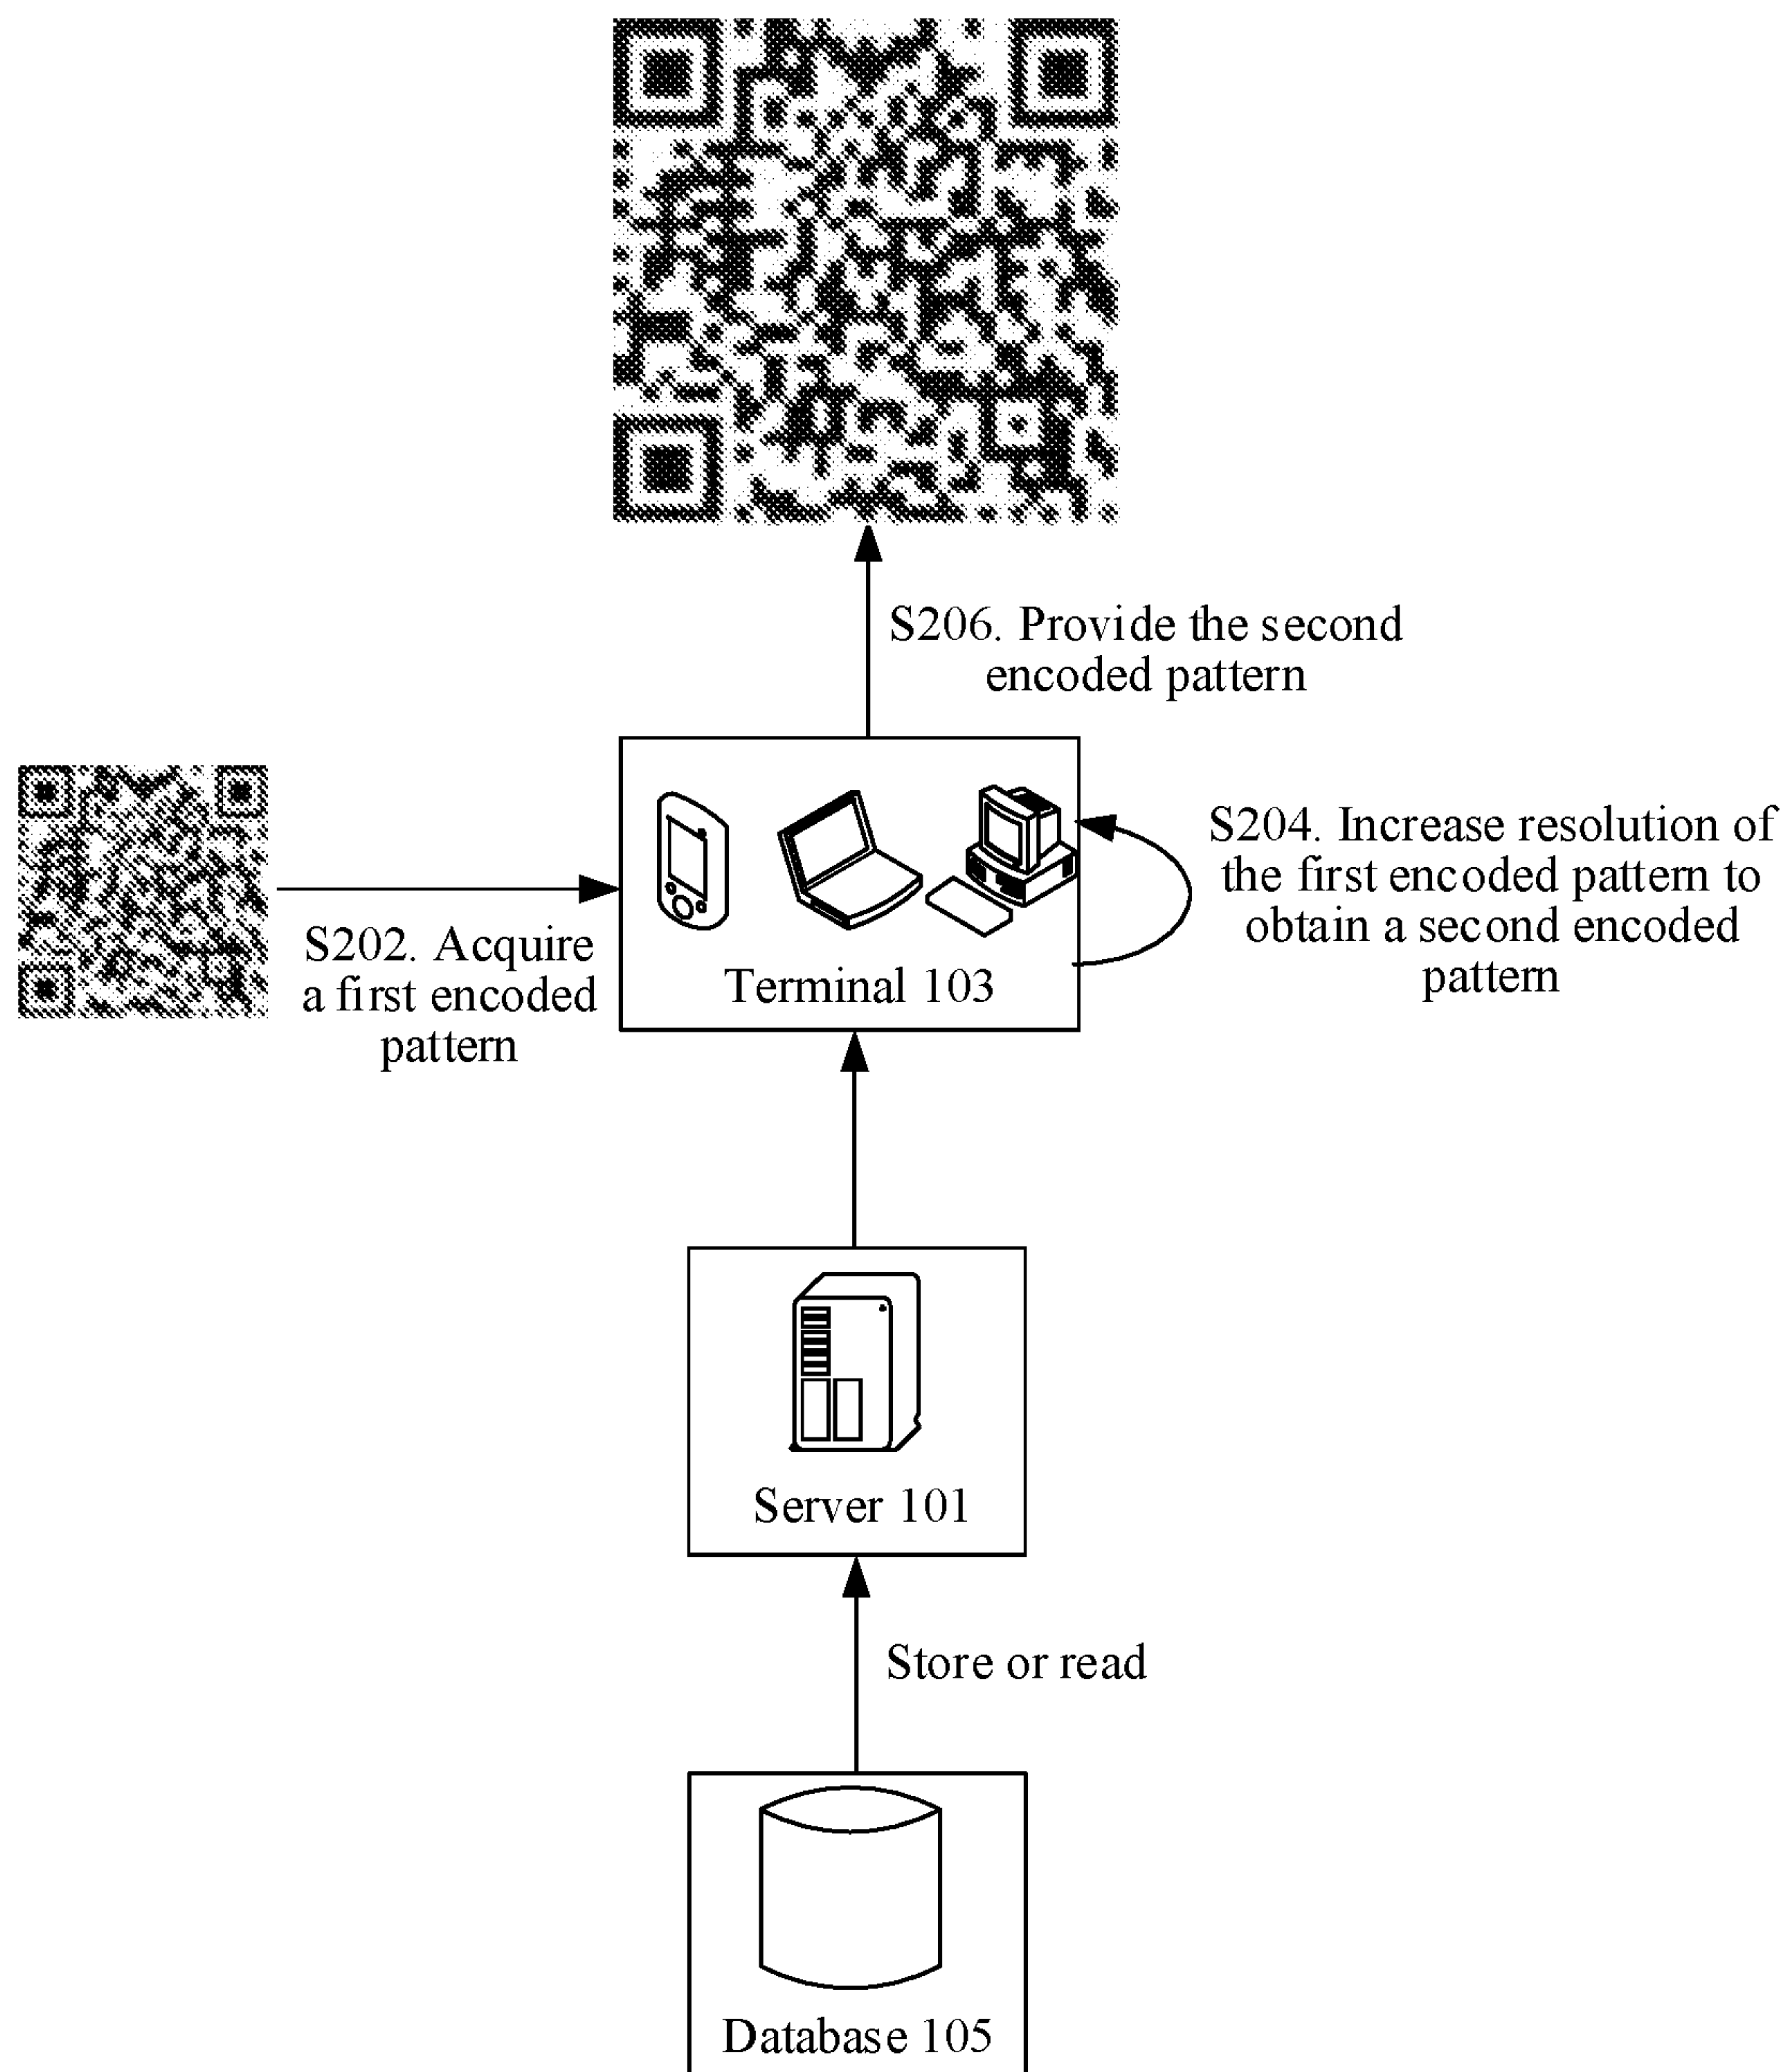 S206. Provide the second
encoded pattern
S204. Increase resolution of
the first encoded pattern to
obtain a second encoded
pattern
S202. Acquire
a first encoded
pattern
Terminal 103
Server 101
Store or read
Database 105